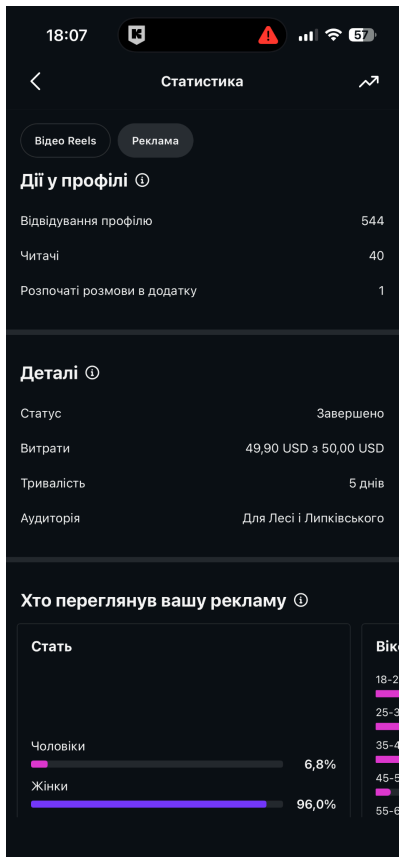 18:07
K
57
Статистика
Відео Reels
Реклама
Дії у профілі
Відвідування профілю 544
Читачі 40
Розпочаті розмови в додатку 1
Деталі
Статус Завершено
Витрати 49,90 USD з 50,00 USD
Тривалість 5 днів
Аудиторія Для Лесі і Липківського
Хто переглянув вашу рекламу
Стать
Чоловіки
6,8%
Жінки
96,0%